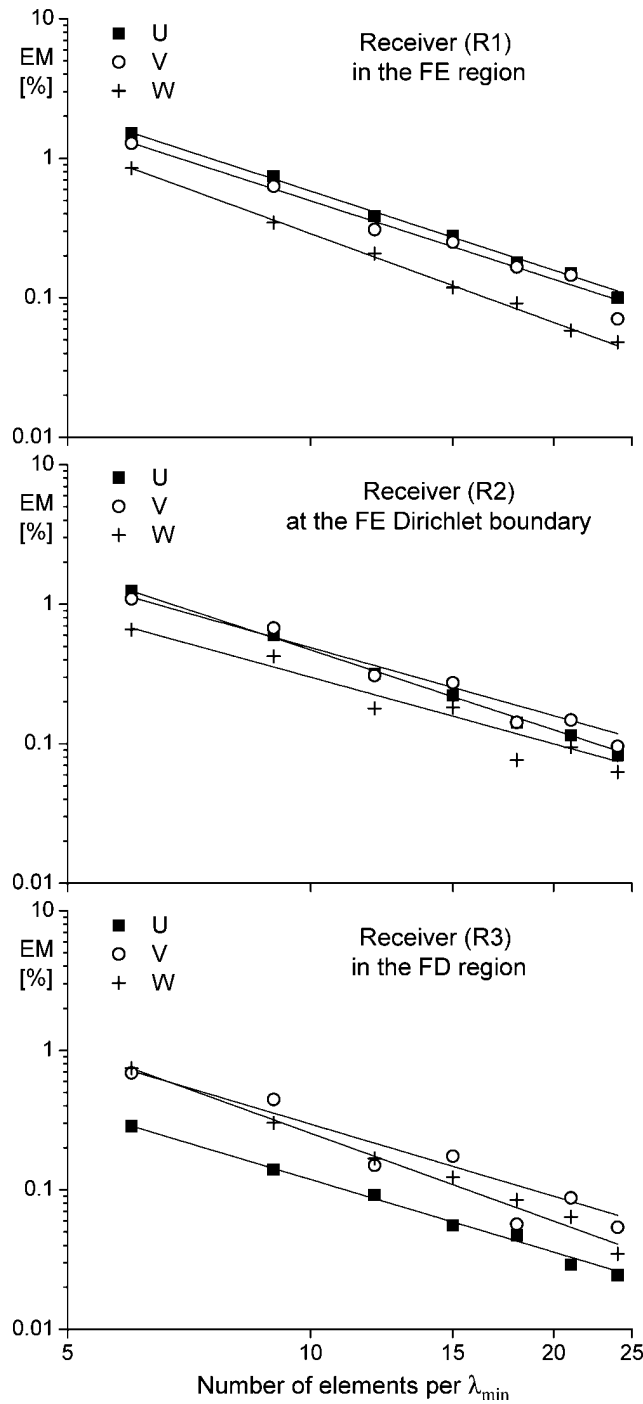 10
EM
[%]
U
V
W
Receiver (R1)
in the FE region
1
0.1
0.01
10
EM
[%]
U
V
W
Receiver (R2)
at the FE Dirichlet boundary
1
0.1
0.01
10
EM
[%]
U
V
W
Receiver (R3)
in the FD region
1
0.1
0.01
5 10 15 20 25
Number of elements per λmin